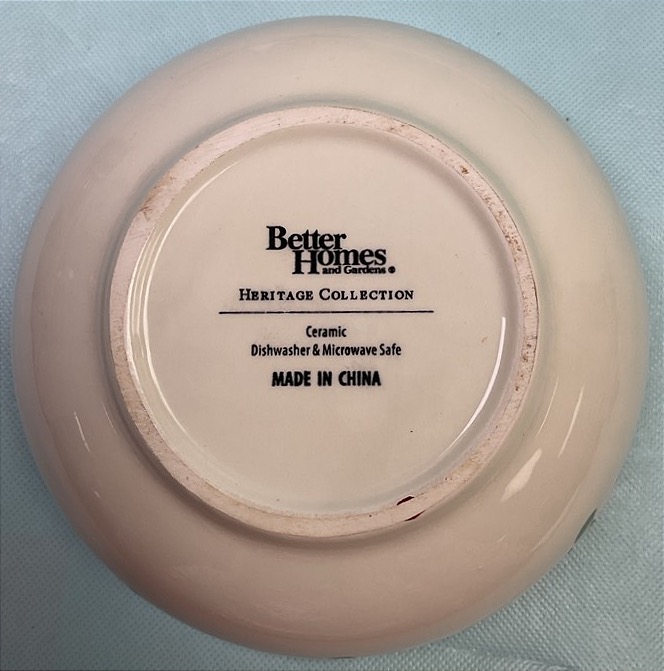 Better
Homes
and Gardens ®
HERITAGE COLLECTION
Ceramic
Dishwasher & Microwave Safe
MADE IN CHINA